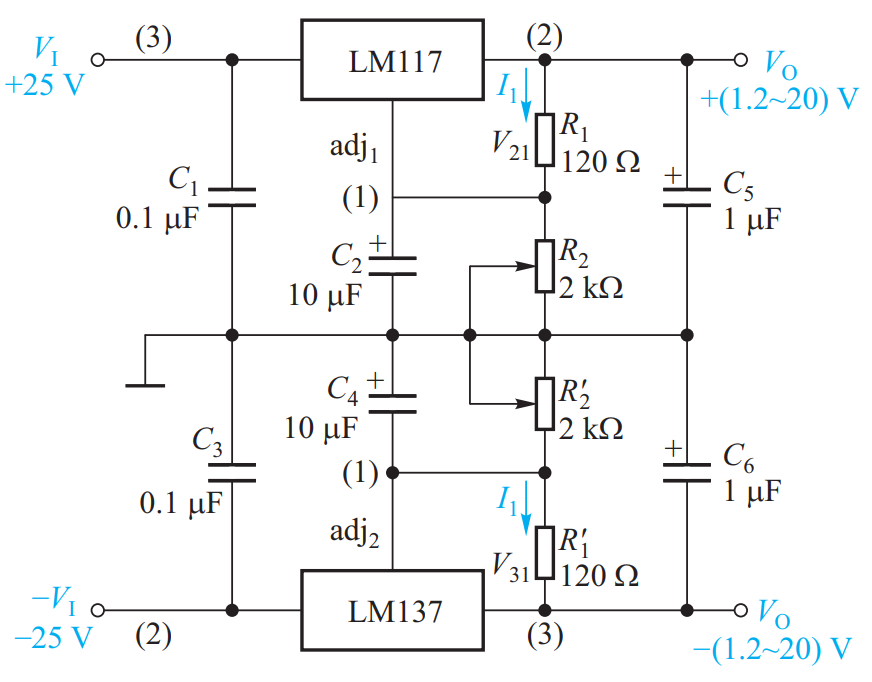 V_I
+25 V
(3)
LM117
(2)
V_O
+(1.2~20) V
I_1
V_21
R_1
120 Ω
adj_1
(1)
C_1
0.1 μF
C_2
+
10 μF
R_2
2 kΩ
+
C_5
1 μF
C_4
+
10 μF
R′_2
2 kΩ
C_3
0.1 μF
(1)
adj_2
I_1
V_31
R′_1
120 Ω
+
C_6
1 μF
−V_I
−25 V
(2)
LM137
(3)
V_O
−(1.2~20) V